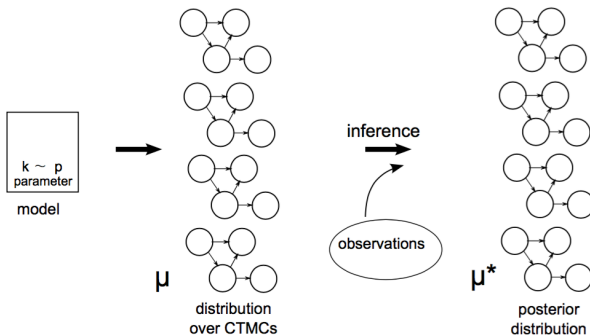 k ~ p
parameter
model
μ
distribution
over CTMCs
inference
observations
μ*
posterior
distribution